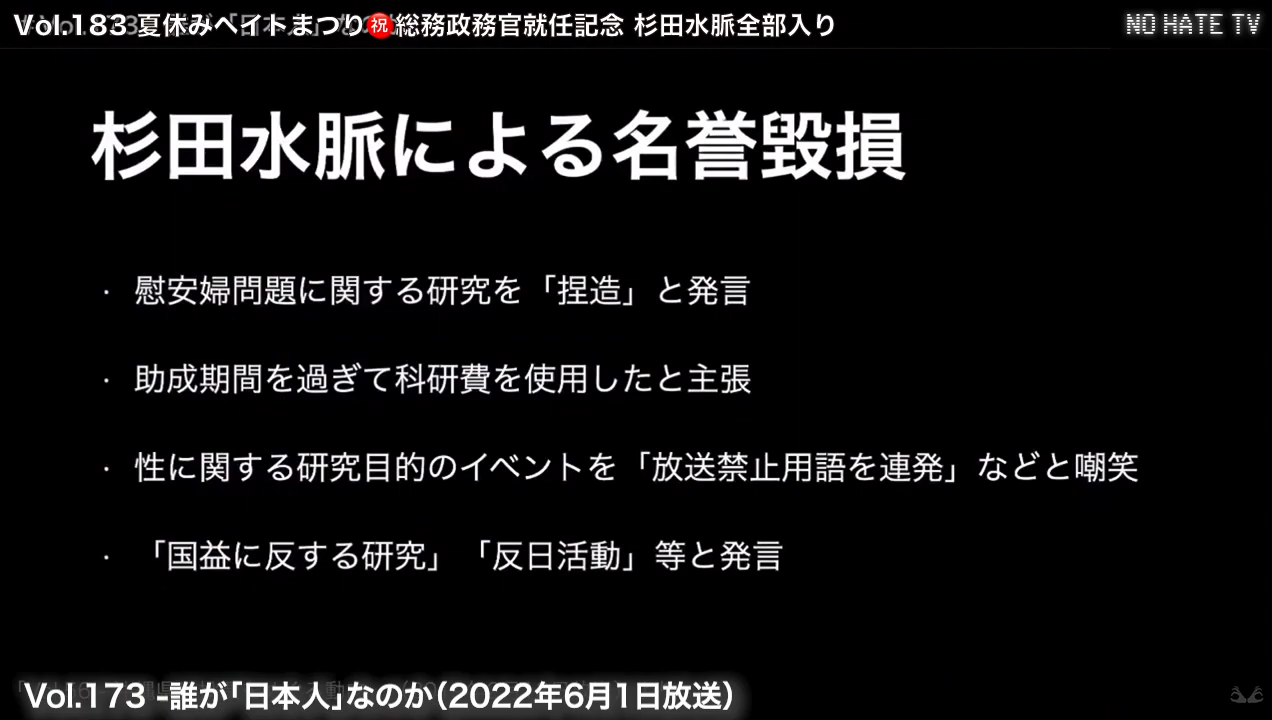 Vol.183 夏休みヘイトまつり㊗総務政務官就任記念 杉田水脈全部入り
NO HATE TV
杉田水脈による名誉毀損
・ 慰安婦問題に関する研究を「捏造」と発言
・ 助成期間を過ぎて科研費を使用したと主張
・ 性に関する研究目的のイベントを「放送禁止用語を連発」などと嘲笑
・ 「国益に反する研究」「反日活動」等と発言
Vol.173 -誰が「日本人」なのか(2022年6月1日放送)